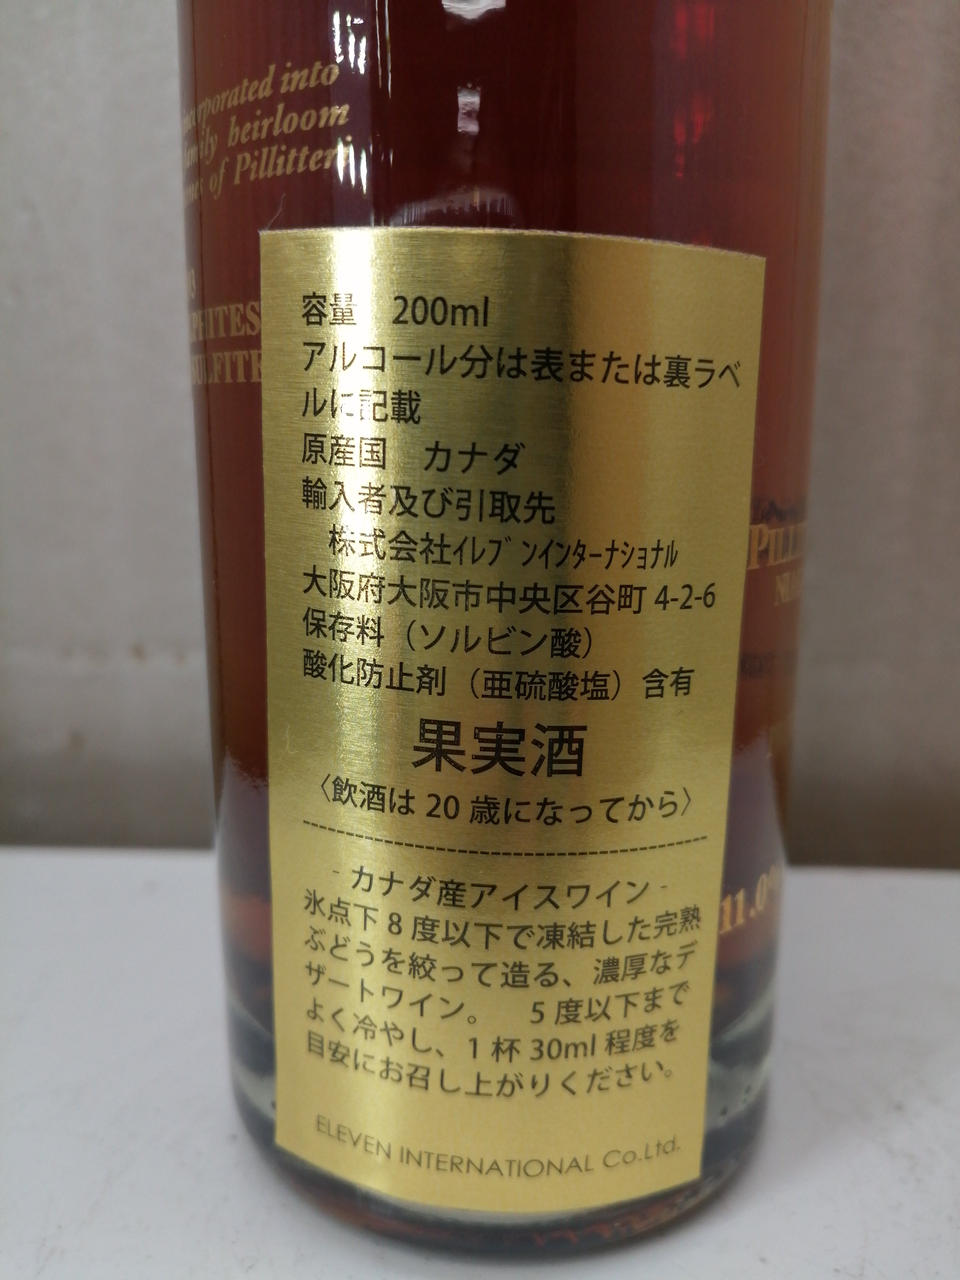 into
heirloom
of Pillitteri
容量　200ml
アルコール分は表または裏ラベ
ルに記載
原産国　カナダ
輸入者及び引取先
株式会社ｲﾚﾌﾞﾝｲﾝﾀｰﾅｼｮﾅﾙ
大阪府大阪市中央区谷町 4-2-6
保存料（ソルビン酸）
酸化防止剤（亜硫酸塩）含有
果実酒
〈飲酒は 20 歳になってから〉
- カナダ産アイスワイン -
氷点下 8 度以下で凍結した完熟
ぶどうを絞って造る、濃厚なデ
ザートワイン。　5 度以下まで
よく冷やし、1 杯 30ml 程度を
目安にお召し上がりください。
ELEVEN INTERNATIONAL Co.Ltd.
11.0